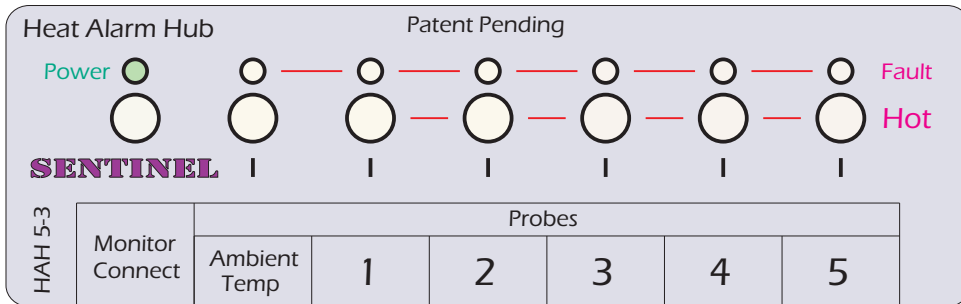 Heat Alarm Hub
Patent Pending
Power
Fault
Hot
SENTINEL
HAH 5-3
Monitor
Connect
Probes
Ambient
Temp
1
2
3
4
5